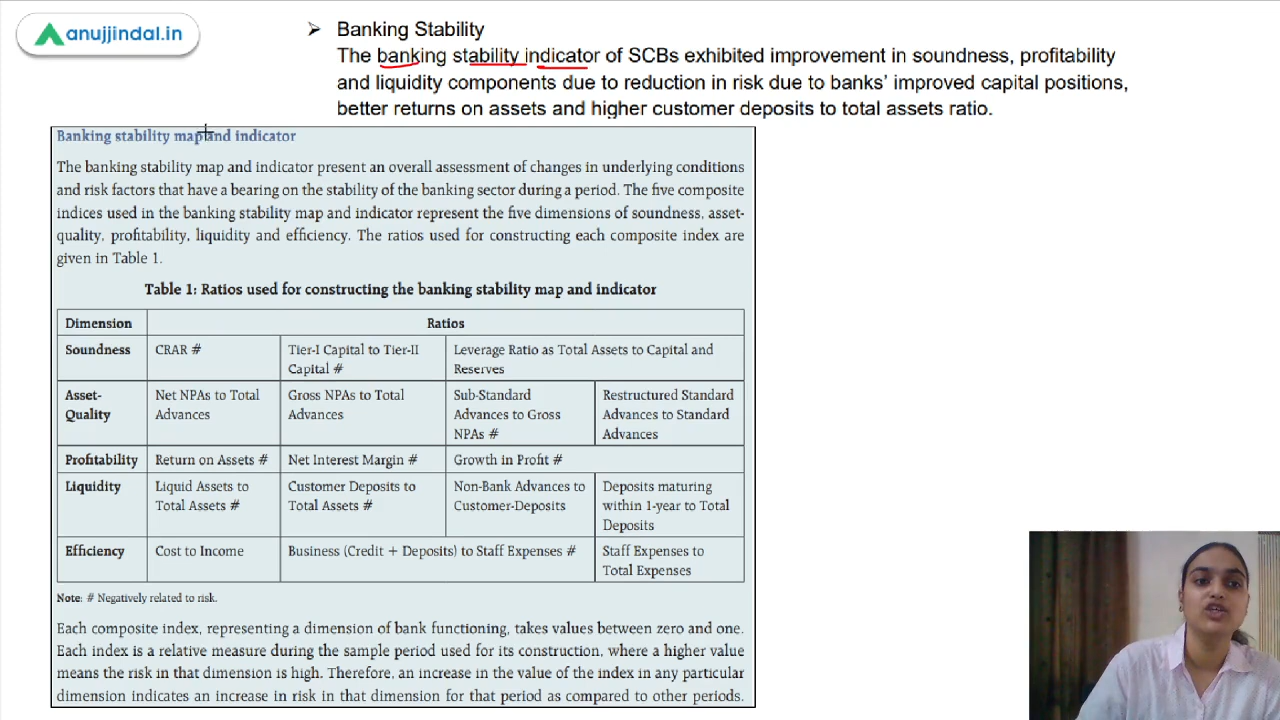 anujjindal.in
➢ Banking Stability
The banking stability indicator of SCBs exhibited improvement in soundness, profitability
and liquidity components due to reduction in risk due to banks' improved capital positions,
better returns on assets and higher customer deposits to total assets ratio.
Banking stability map and indicator
The banking stability map and indicator present an overall assessment of changes in underlying conditions
and risk factors that have a bearing on the stability of the banking sector during a period. The five composite
indices used in the banking stability map and indicator represent the five dimensions of soundness, asset-
quality, profitability, liquidity and efficiency. The ratios used for constructing each composite index are
given in Table 1.
Table 1: Ratios used for constructing the banking stability map and indicator
Dimension Ratios
Soundness CRAR # Tier-I Capital to Tier-II Leverage Ratio as Total Assets to Capital and
Capital # Reserves
Asset- Net NPAs to Total Gross NPAs to Total Sub-Standard Restructured Standard
Quality Advances Advances Advances to Gross Advances to Standard
NPAs # Advances
Profitability Return on Assets # Net Interest Margin # Growth in Profit #
Liquidity Liquid Assets to Customer Deposits to Non-Bank Advances to Deposits maturing
Total Assets # Total Assets # Customer-Deposits within 1-year to Total
Deposits
Efficiency Cost to Income Business (Credit + Deposits) to Staff Expenses # Staff Expenses to
Total Expenses
Note: # Negatively related to risk.
Each composite index, representing a dimension of bank functioning, takes values between zero and one.
Each index is a relative measure during the sample period used for its construction, where a higher value
means the risk in that dimension is high. Therefore, an increase in the value of the index in any particular
dimension indicates an increase in risk in that dimension for that period as compared to other periods.